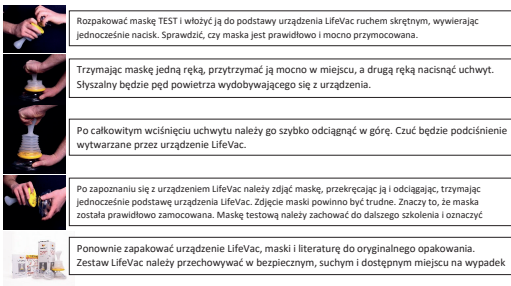 Rozpakować maskę TEST i włożyć ją do podstawy urządzenia LifeVac ruchem skrętnym, wywierając
jednocześnie nacisk. Sprawdzić, czy maska jest prawidłowo i mocno przymocowana.
Trzymając maskę jedną ręką, przytrzymać ją mocno w miejscu, a drugą ręką nacisnąć uchwyt.
Słyszalny będzie pęd powietrza wydobywającego się z urządzenia.
Po całkowitym wciśnięciu uchwytu należy go szybko odciągnąć w górę. Czuć będzie podciśnienie
wytwarzane przez urządzenie LifeVac.
Po zapoznaniu się z urządzeniem LifeVac należy zdjąć maskę, przekręcając ją i odciągając, trzymając
jednocześnie podstawę urządzenia LifeVac. Zdjęcie maski powinno być trudne. Znaczy to, że maska
została prawidłowo zamocowana. Maskę testową należy zachować do dalszego szkolenia i oznaczyć
Ponownie zapakować urządzenie LifeVac, maski i literaturę do oryginalnego opakowania.
Zestaw LifeVac należy przechowywać w bezpiecznym, suchym i dostępnym miejscu na wypadek